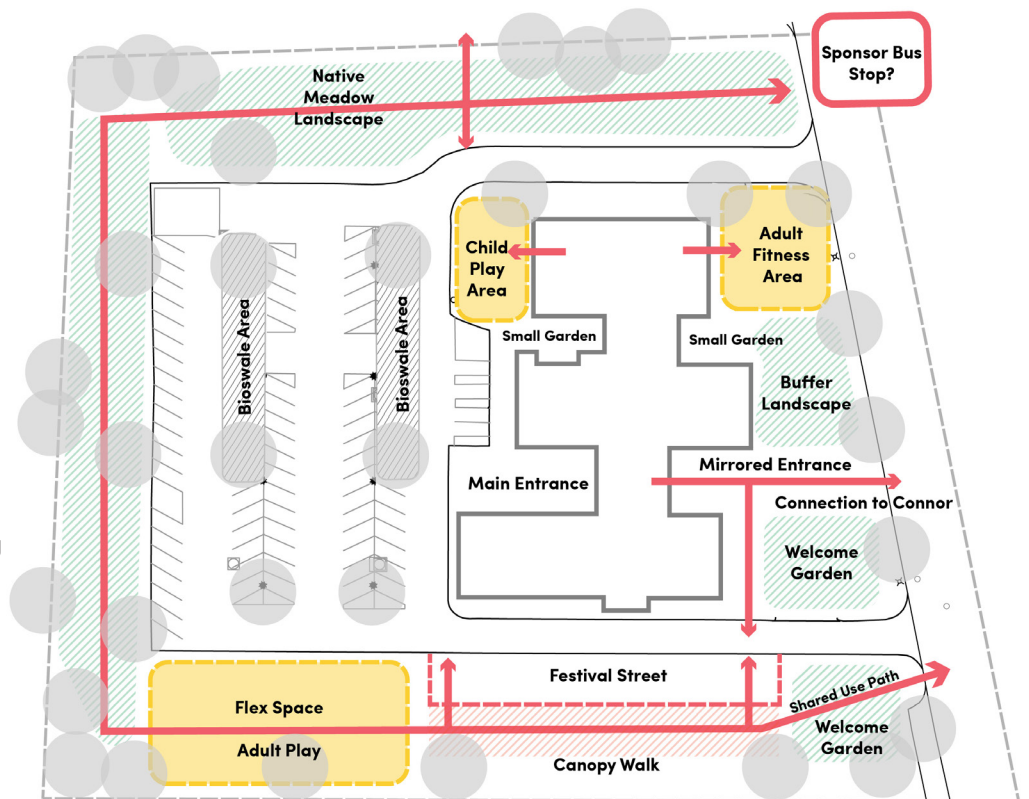 Sponsor Bus
Stop?
Native
Meadow
Landscape
Child
Play
Area
Adult
Fitness
Area
Small Garden
Small Garden
Bioswale Area
Bioswale Area
Buffer
Landscape
Mirrored Entrance
Main Entrance
Connection to Connor
Welcome
Garden
Festival Street
Shared Use Path
Flex Space
Welcome
Garden
Adult Play
Canopy Walk